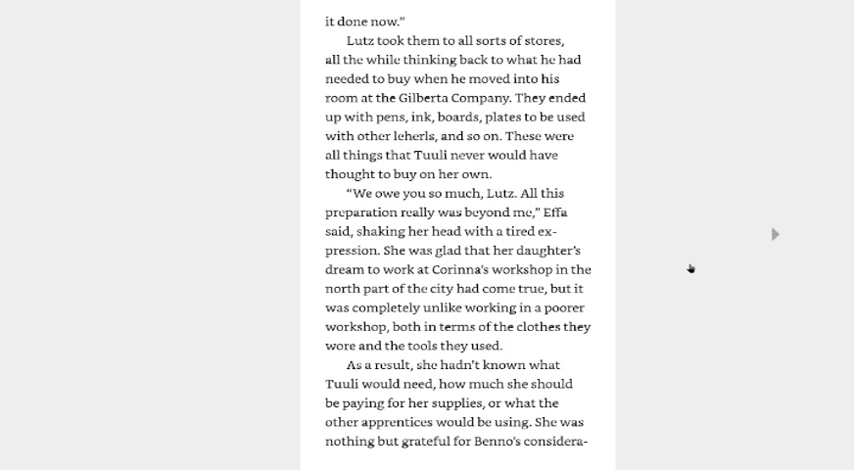 it done now.”
Lutz took them to all sorts of stores,
all the while thinking back to what he had
needed to buy when he moved into his
room at the Gilberta Company. They ended
up with pens, ink, boards, plates to be used
with other leherls, and so on. These were
all things that Tuuli never would have
thought to buy on her own.
“We owe you so much, Lutz. All this
preparation really was beyond me,” Effa
said, shaking her head with a tired ex-
pression. She was glad that her daughter’s
dream to work at Corinna’s workshop in the
north part of the city had come true, but it
was completely unlike working in a poorer
workshop, both in terms of the clothes they
wore and the tools they used.
As a result, she hadn’t known what
Tuuli would need, how much she should
be paying for her supplies, or what the
other apprentices would be using. She was
nothing but grateful for Benno’s considera-